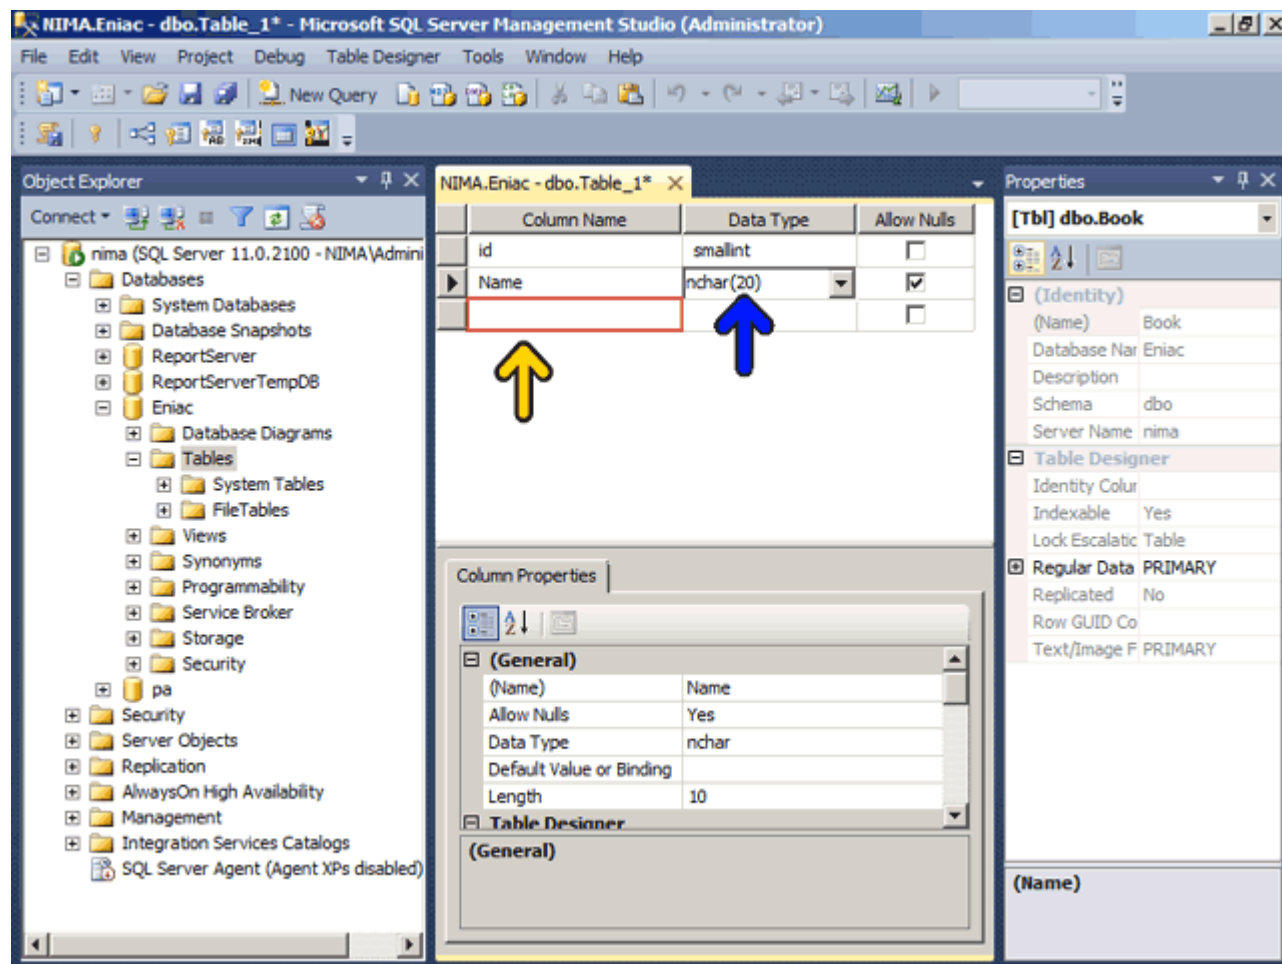 NIMA.Eniac - dbo.Table_1* - Microsoft SQL Server Management Studio (Administrator)
File Edit View Project Debug Table Designer Tools Window Help
New Query
Object Explorer
Connect
nima (SQL Server 11.0.2100 - NIMA\Admini
Databases
System Databases
Database Snapshots
ReportServer
ReportServerTempDB
Eniac
Database Diagrams
Tables
System Tables
FileTables
Views
Synonyms
Programmability
Service Broker
Storage
Security
pa
Security
Server Objects
Replication
AlwaysOn High Availability
Management
Integration Services Catalogs
SQL Server Agent (Agent XPs disabled)
NIMA.Eniac - dbo.Table_1*
Column Name Data Type Allow Nulls
id smallint
Name nchar(20)
Column Properties
(General)
(Name) Name
Allow Nulls Yes
Data Type nchar
Default Value or Binding
Length 10
Table Designer
(General)
Properties
[Tbl] dbo.Book
(Identity)
(Name) Book
Database Nar Eniac
Description
Schema dbo
Server Name nima
Table Designer
Identity Colur
Indexable Yes
Lock Escalatic Table
Regular Data PRIMARY
Replicated No
Row GUID Co
Text/Image F PRIMARY
(Name)